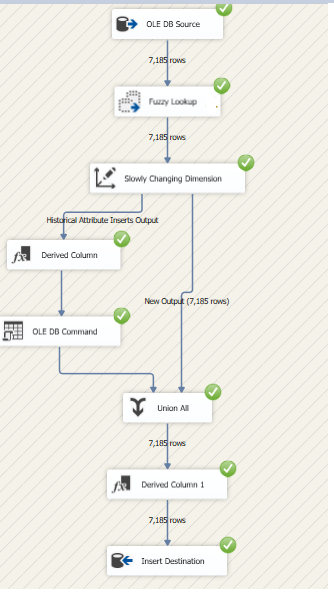 OLE DB Source
7,185 rows
Fuzzy Lookup
7,185 rows
Slowly Changing Dimension
Historical Attribute Inserts Output
Derived Column
New Output (7,185 rows)
OLE DB Command
Union All
7,185 rows
Derived Column 1
7,185 rows
Insert Destination